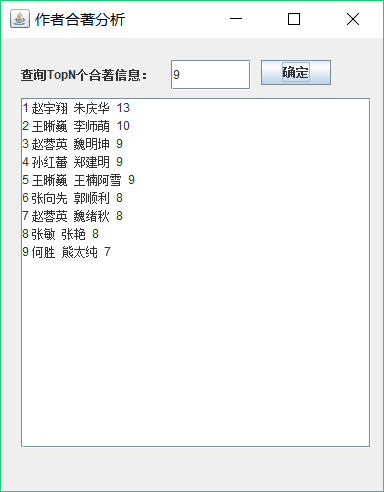 作者合著分析
查询TopN个合著信息： 9 确定
1 赵宇翔 朱庆华 13
2 王晰巍 李师萌 10
3 赵蓉英 魏明坤 9
4 孙红蕾 郑建明 9
5 王晰巍 王楠阿雪 9
6 张向先 郭顺利 8
7 赵蓉英 魏绪秋 8
8 张敏 张艳 8
9 何胜 熊太纯 7